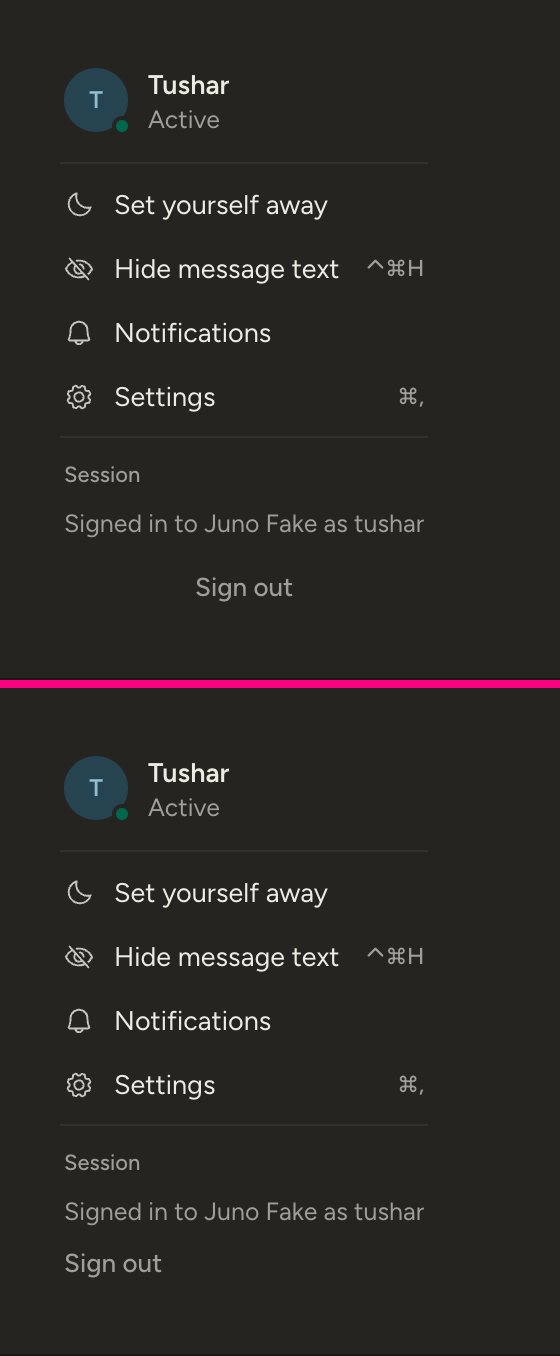 T
Tushar
Active
Set yourself away
Hide message text ^⌘H
Notifications
Settings ⌘,
Session
Signed in to Juno Fake as tushar
Sign out
T
Tushar
Active
Set yourself away
Hide message text ^⌘H
Notifications
Settings ⌘,
Session
Signed in to Juno Fake as tushar
Sign out